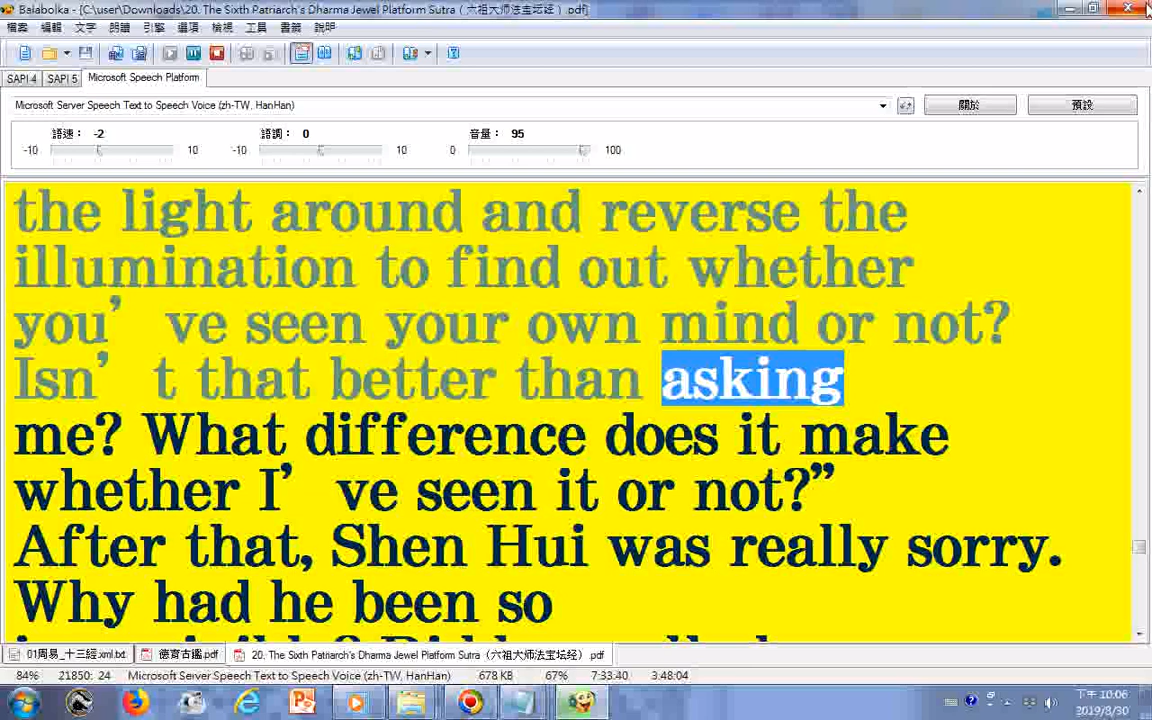 Balabolka - [C:\user\Downloads\20. The Sixth Patriarch's Dharma Jewel Platform Sutra（六祖大师法宝坛经）.pdf]
檔案 編輯 文字 朗讀 引擎 選項 檢視 工具 書籤 說明
SAPI 4 SAPI 5 Microsoft Speech Platform
Microsoft Server Speech Text to Speech Voice (zh-TW, HanHan) 關於 預設
語速： -2 語調： 0 音量： 95
-10 10 -10 10 0 100
the light around and reverse the
illumination to find out whether
you’ve seen your own mind or not?
Isn’t that better than asking
me? What difference does it make
whether I’ve seen it or not?”
After that, Shen Hui was really sorry.
Why had he been so
01周易_十三經.xml.txt 德育古鑑.pdf 20. The Sixth Patriarch's Dharma Jewel Platform Sutra（六祖大师法宝坛经）.pdf
84% 21850: 24 Microsoft Server Speech Text to Speech Voice (zh-TW, HanHan) 678 KB 67% 7:33.40 3:48:04
下午 10:06
2019/8/30